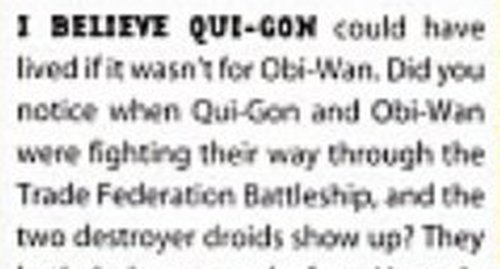 I BELIEVE QUI-GON could have
lived if it wasn't for Obi-Wan. Did you
notice when Qui-Gon and Obi-Wan
were fighting their way through the
Trade Federation Battleship, and the
two destroyer droids show up? They